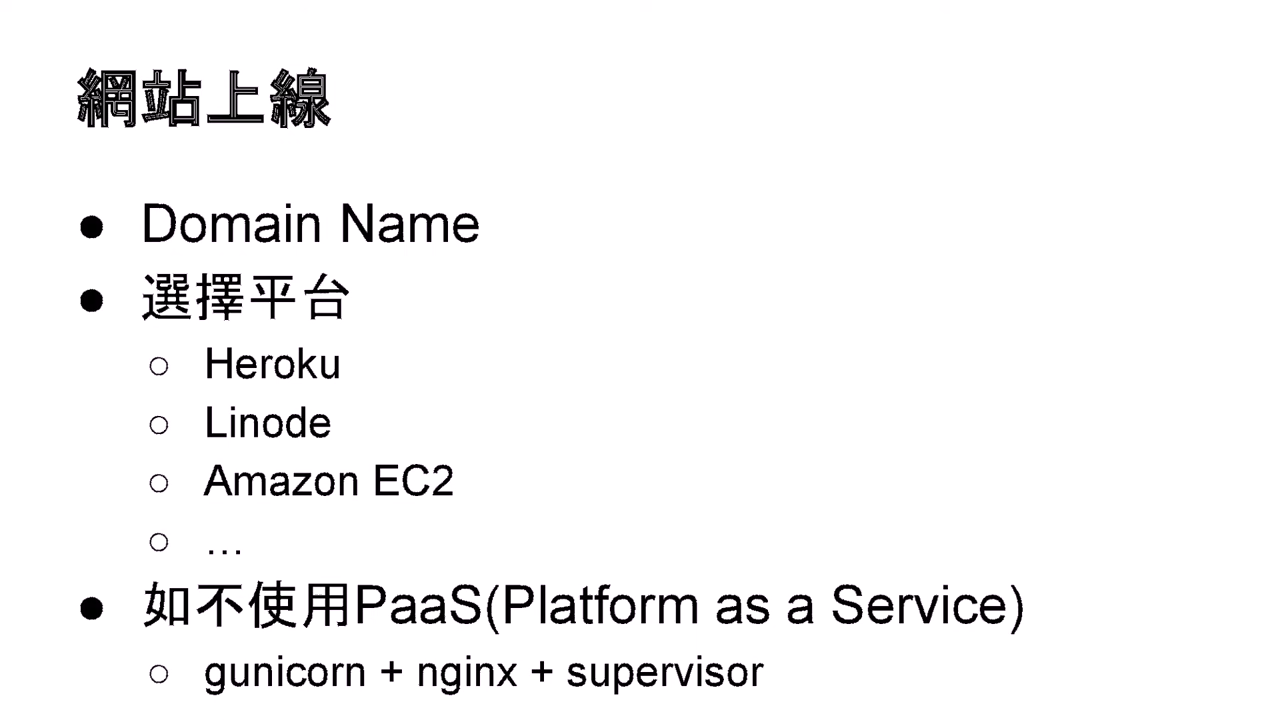 網站上線
● Domain Name
● 選擇平台
○ Heroku
○ Linode
○ Amazon EC2
○ …
● 如不使用PaaS(Platform as a Service)
○ gunicorn + nginx + supervisor